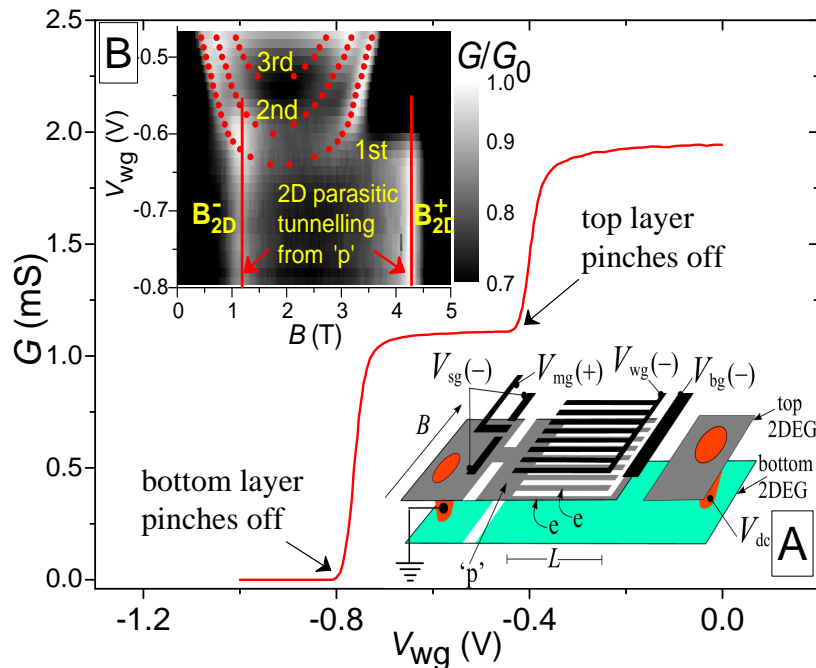 B
-0.5
-0.6
-0.7
-0.8
V_wg (V)
3rd
2nd
1st
2D parasitic
tunnelling
from 'p'
B_2D^-
B_2D^+
0 1 2 3 4 5
B (T)
G/G_0
1.0
0.9
0.8
0.7
top layer
pinches off
bottom layer
pinches off
V_sg(-)
V_mg(+)
V_wg(-)
V_bg(-)
B
top
2DEG
bottom
2DEG
e
e
'p'
L
V_dc
A
2.5
2.0
1.5
1.0
0.5
0.0
G (mS)
-1.2 -0.8 -0.4 0.0
V_wg (V)